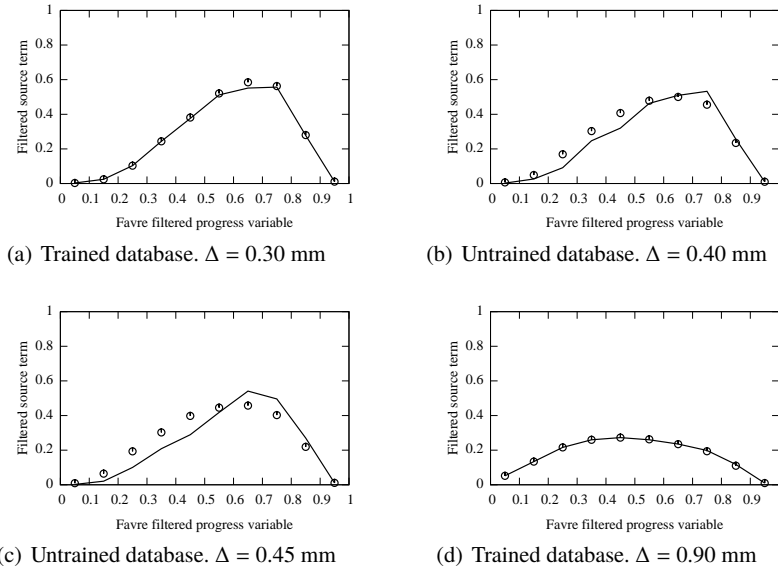 1
0.8
0.6
0.4
0.2
0
0 0.1 0.2 0.3 0.4 0.5 0.6 0.7 0.8 0.9 1
Filtered source term
Favre filtered progress variable
(a) Trained database. Δ = 0.30 mm
1
0.8
0.6
0.4
0.2
0
0 0.1 0.2 0.3 0.4 0.5 0.6 0.7 0.8 0.9
Filtered source term
Favre filtered progress variable
(b) Untrained database. Δ = 0.40 mm
1
0.8
0.6
0.4
0.2
0
0 0.1 0.2 0.3 0.4 0.5 0.6 0.7 0.8 0.9 1
Filtered source term
Favre filtered progress variable
c) Untrained database. Δ = 0.45 mm
1
0.8
0.6
0.4
0.2
0
0 0.1 0.2 0.3 0.4 0.5 0.6 0.7 0.8 0.9
Filtered source term
Favre filtered progress variable
(d) Trained database. Δ = 0.90 mm